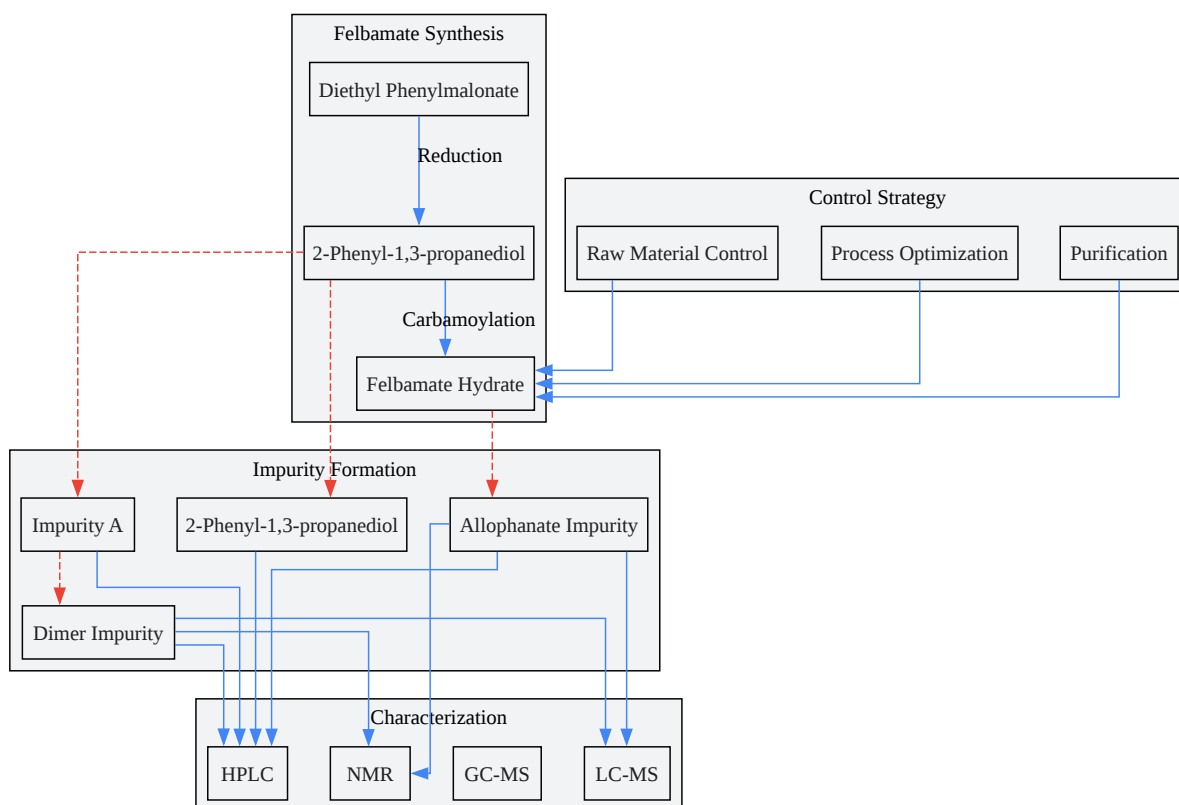 Felbamate Synthesis
Diethyl Phenylmalonate
Reduction
Control Strategy
2-Phenyl-1,3-propanediol
Raw Material Control
Process Optimization
Purification
Carbamoylation
Felbamate Hydrate
Impurity Formation
Impurity A
2-Phenyl-1,3-propanediol
Allophanate Impurity
Dimer Impurity
Characterization
HPLC
NMR
GC-MS
LC-MS